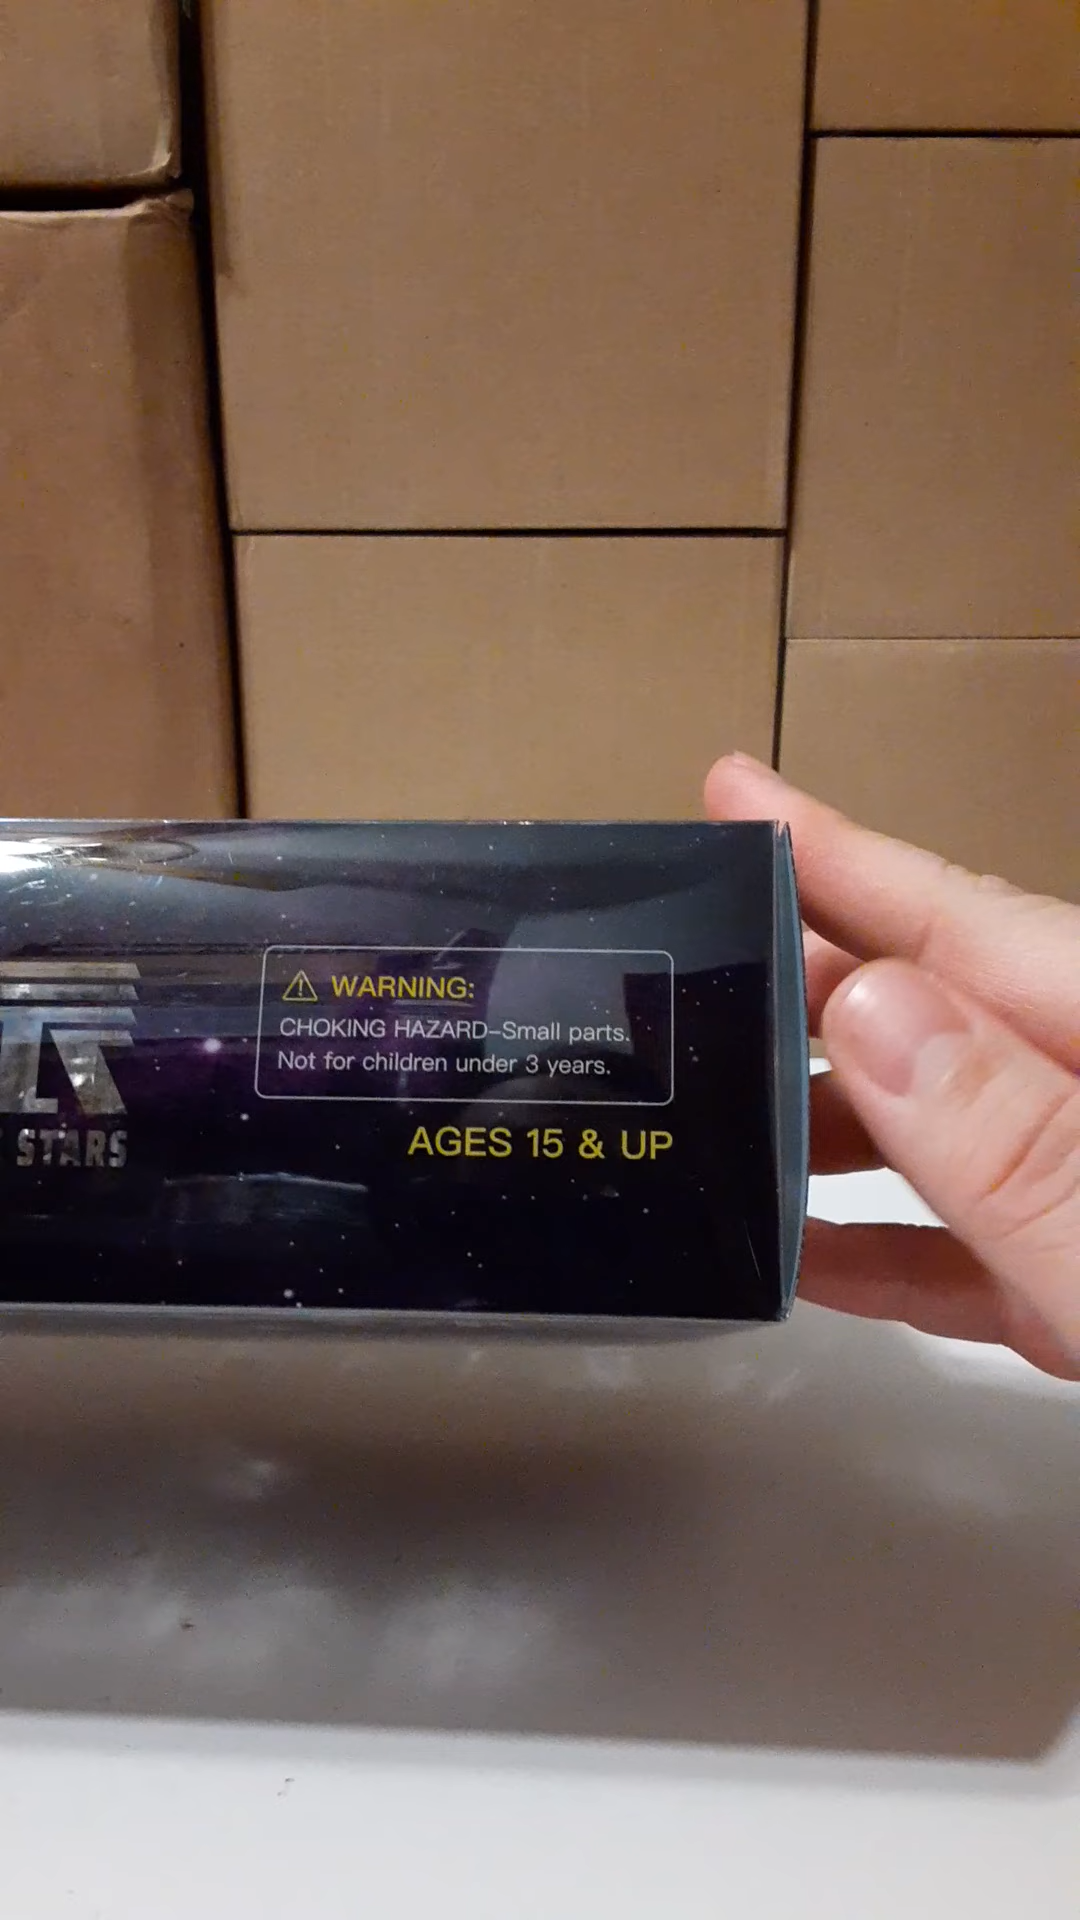 STARS
WARNING:
CHOKING HAZARD–Small parts.
Not for children under 3 years.
AGES 15 & UP